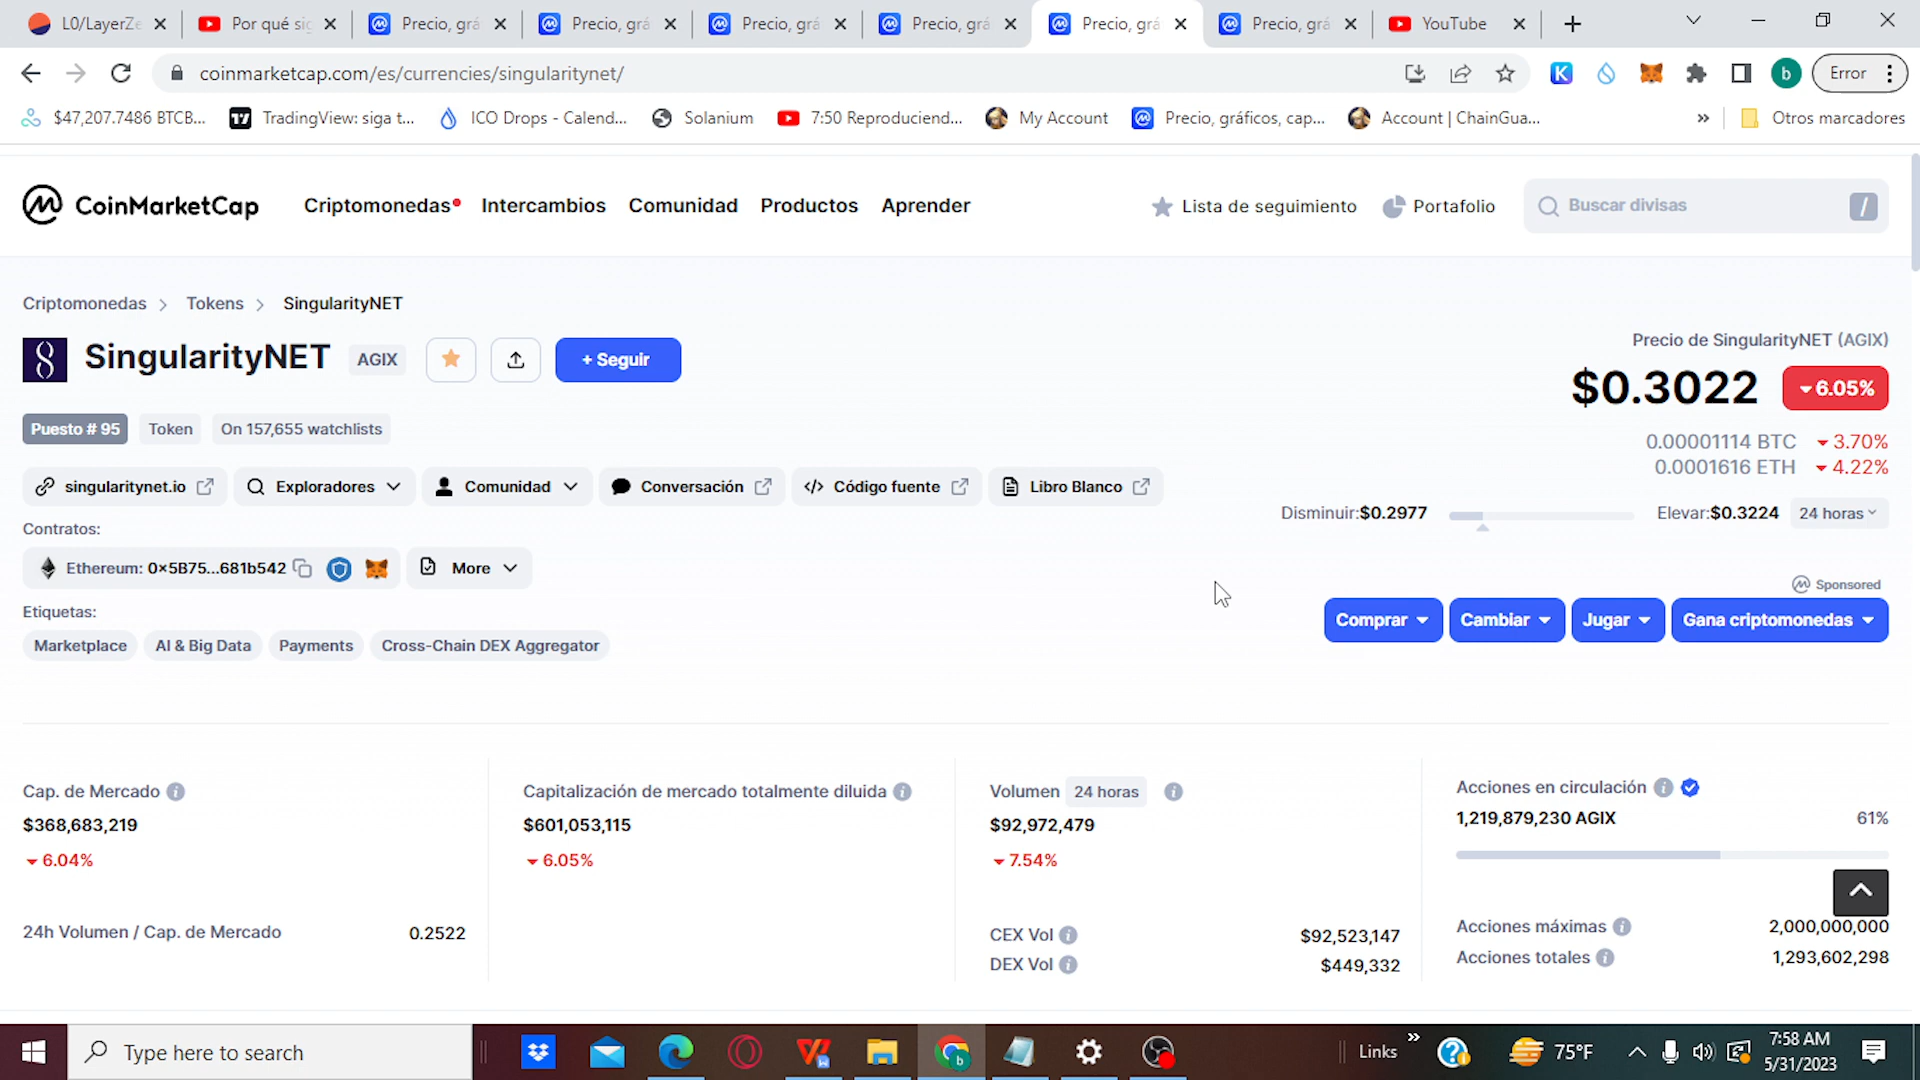 L0/LayerZe
Por qué sig
Precio, grá
Precio, grá
Precio, grá
Precio, grá
Precio, grá
Precio, grá
YouTube
coinmarketcap.com/es/currencies/singularitynet/
K
b
Error
$47,207.7486 BTCB...
TradingView: siga t...
ICO Drops - Calend...
Solanium
7:50 Reproduciend...
My Account
Precio, gráficos, cap...
Account | ChainGua...
»
Otros marcadores
CoinMarketCap
Criptomonedas
Intercambios
Comunidad
Productos
Aprender
Lista de seguimiento
Portafolio
Buscar divisas
/
Criptomonedas > Tokens > SingularityNET
SingularityNET
AGIX
+ Seguir
Precio de SingularityNET (AGIX)
$0.3022
6.05%
0.00001114 BTC 3.70%
0.0001616 ETH 4.22%
Puesto # 95
Token
On 157,655 watchlists
singularitynet.io
Exploradores
Comunidad
Conversación
</> Código fuente
Libro Blanco
Disminuir:$0.2977
Elevar:$0.3224
24 horas
Contratos:
Ethereum: 0x5B75...681b542
More
Sponsored
Comprar
Cambiar
Jugar
Gana criptomonedas
Etiquetas:
Marketplace
AI & Big Data
Payments
Cross-Chain DEX Aggregator
Cap. de Mercado
$368,683,219
6.04%
24h Volumen / Cap. de Mercado 0.2522
Capitalización de mercado totalmente diluida
$601,053,115
6.05%
Volumen 24 horas
$92,972,479
7.54%
CEX Vol $92,523,147
DEX Vol $449,332
Acciones en circulación
1,219,879,230 AGIX 61%
Acciones máximas 2,000,000,000
Acciones totales 1,293,602,298
Type here to search
Links
»
75°F
7:58 AM
5/31/2023